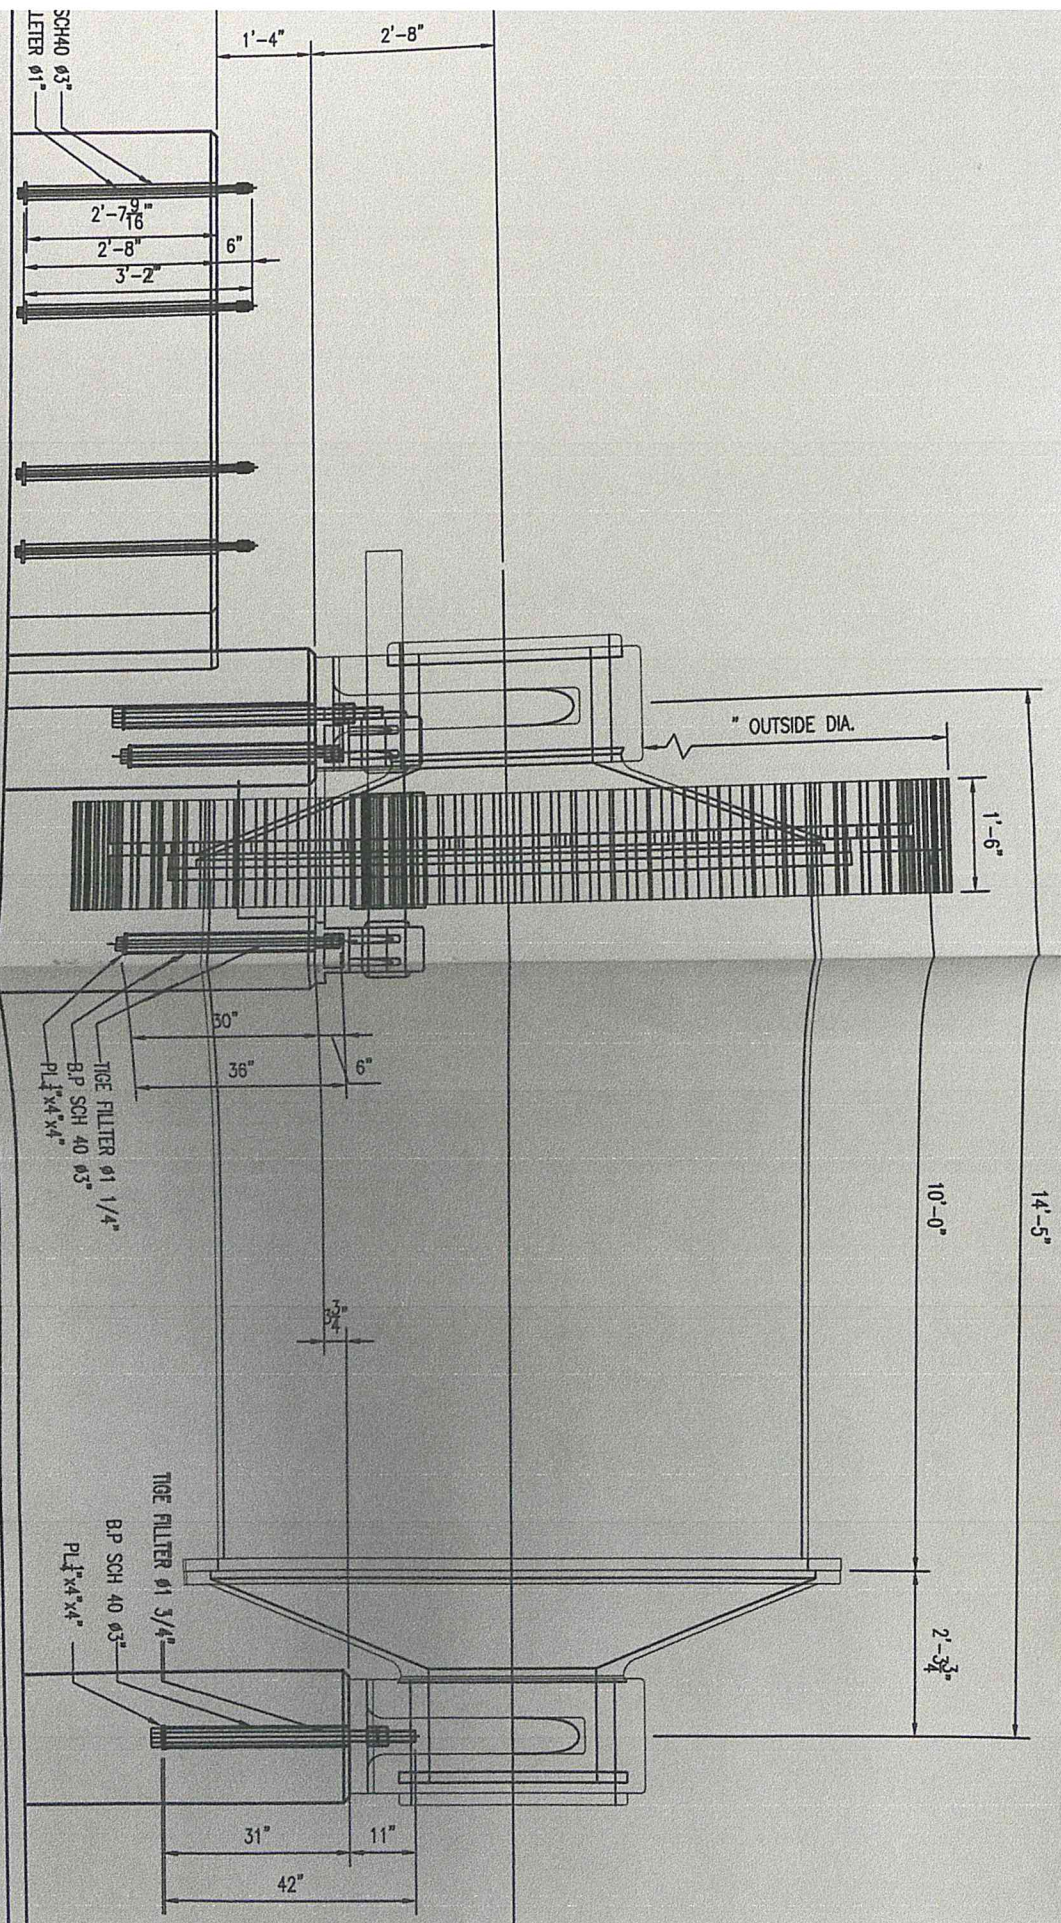 SCH40 ø3"
LETER ø1"
1'-4"
2'-8"
2'-7 9/16"
2'-8"
6"
3'-2"
" OUTSIDE DIA.
1'-6"
14'-5"
10'-0"
2'-3 3/4"
30"
6"
36"
TIGE FILLTER ø1 1/4"
B.P SCH 40 ø3"
PL 1/4"x4"x4"
3 3/4"
TIGE FILLTER ø1 3/4"
B.P SCH 40 ø3"
PL 1/4"x4"x4"
31"
11"
42"